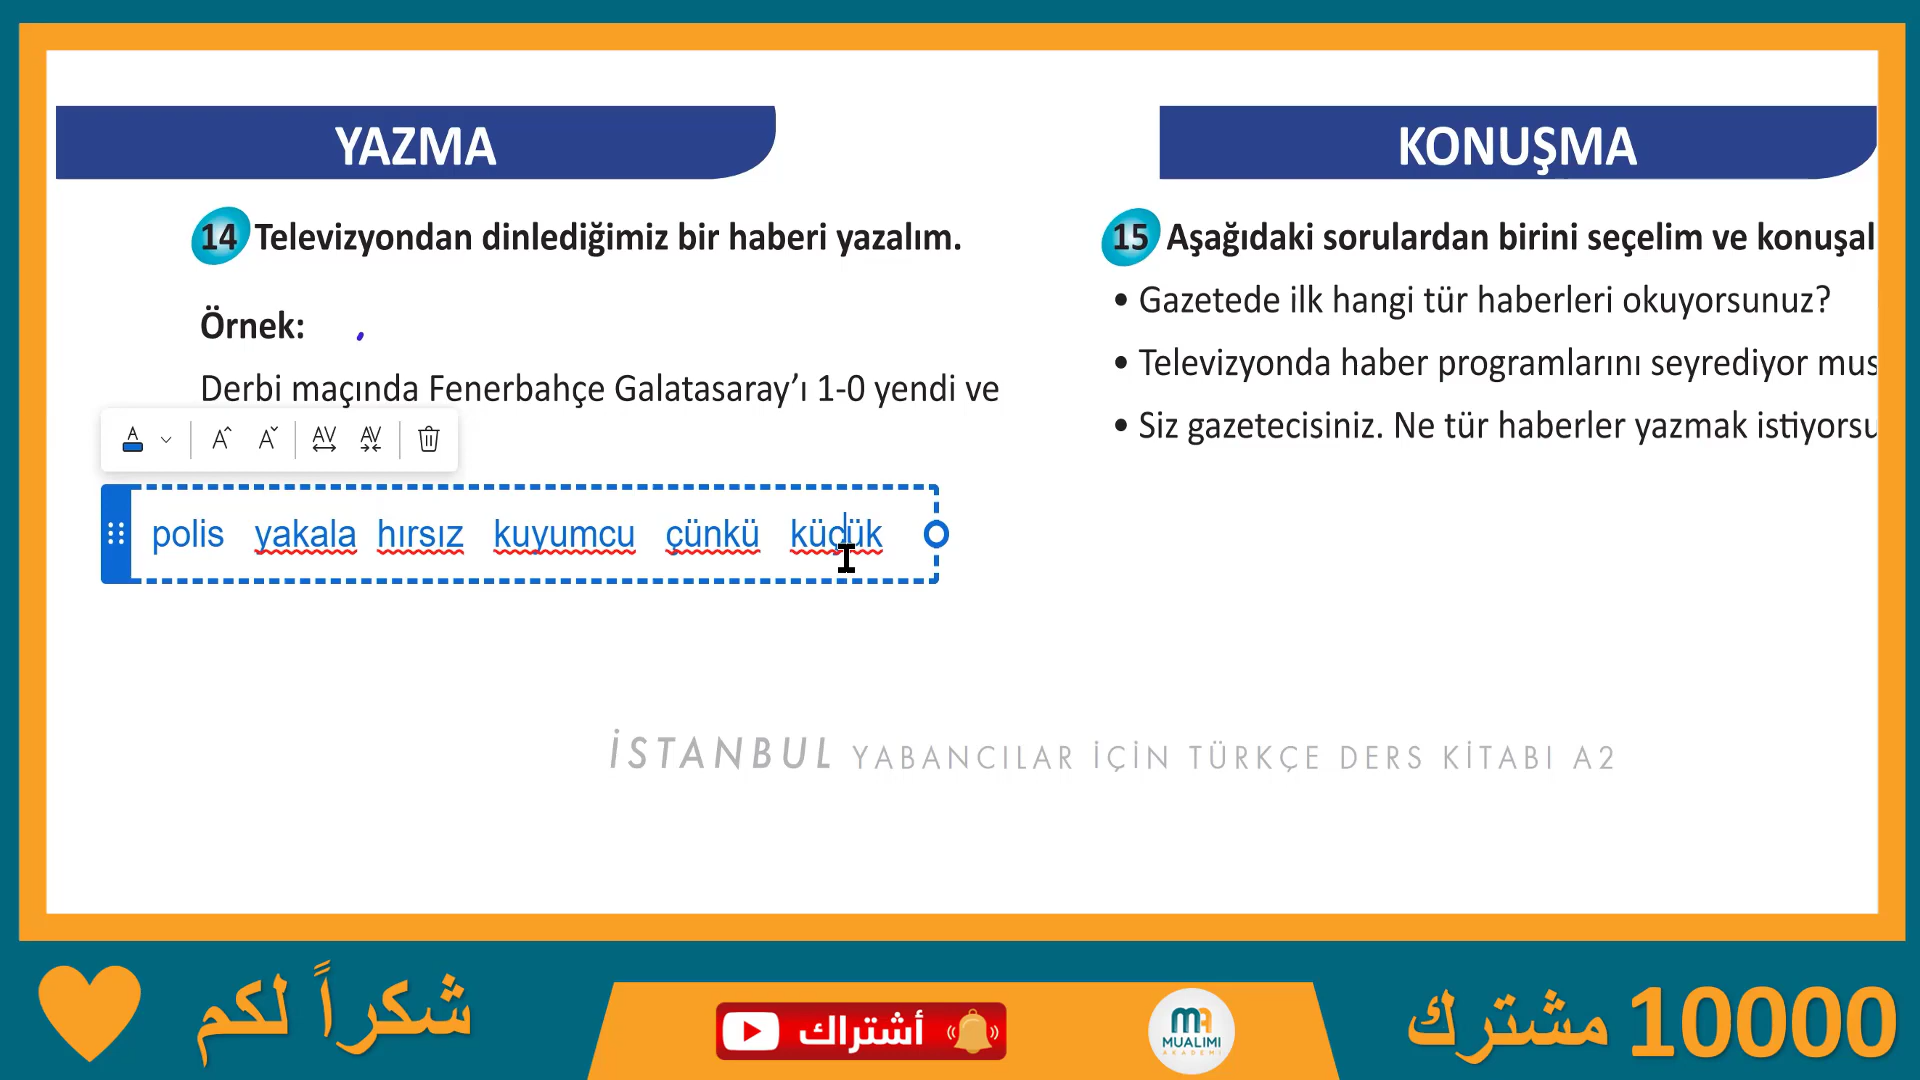 YAZMA
14 Televizyondan dinlediğimiz bir haberi yazalım.
Örnek:
Derbi maçında Fenerbahçe Galatasaray’ı 1-0 yendi ve
polis yakala hırsız kuyumcu çünkü küçük
KONUŞMA
15 Aşağıdaki sorulardan birini seçelim ve konuşal
• Gazetede ilk hangi tür haberleri okuyorsunuz?
• Televizyonda haber programlarını seyrediyor mus
• Siz gazetecisiniz. Ne tür haberler yazmak istiyorsu
İSTANBUL YABANCILAR İÇİN TÜRKÇE DERS KİTABI A2
شكراً لكم
أشتراك
MUALIMI
AKADEMI
10000 مشترك